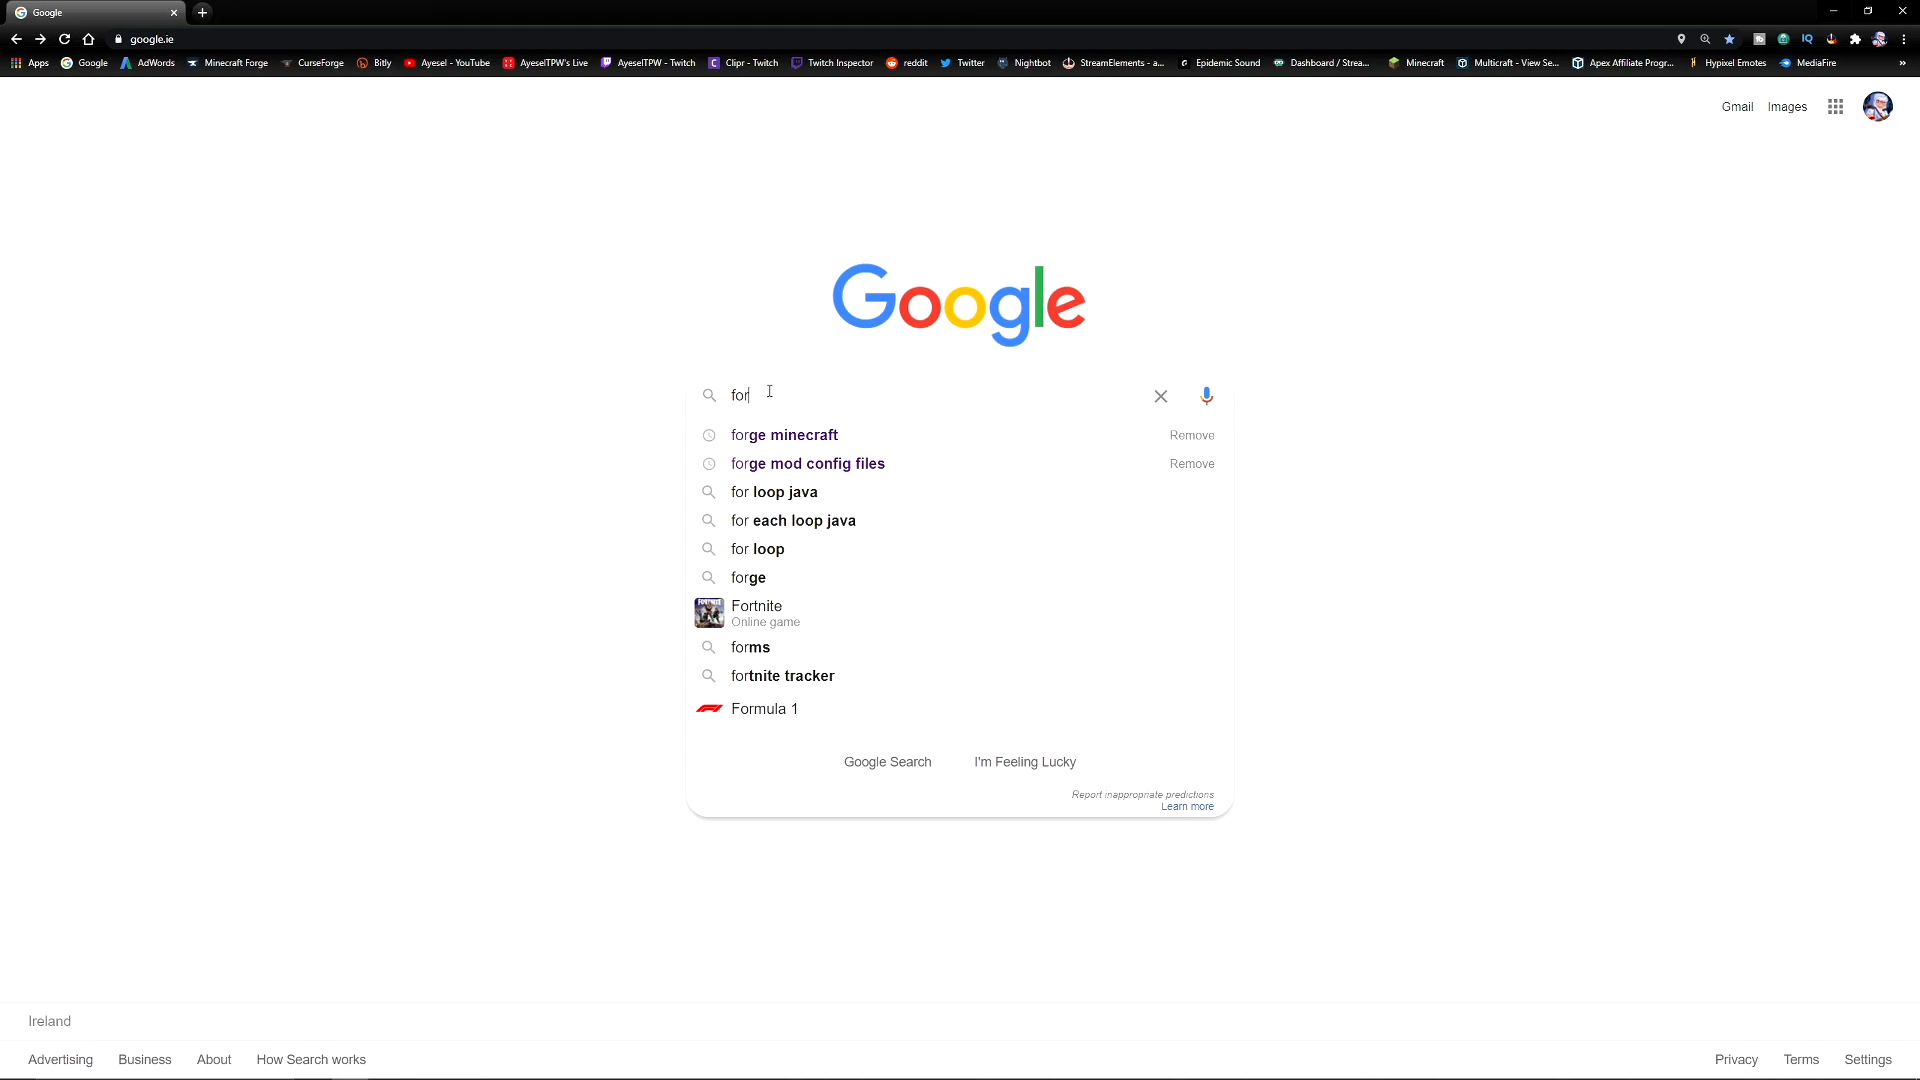 Google
google.ie
Apps Google AdWords Minecraft Forge CurseForge Bitly Ayesel - YouTube AyeselTPW's Live AyeselTPW - Twitch Clipr - Twitch Twitch Inspector reddit Twitter Nightbot StreamElements - a... Epidemic Sound Dashboard / Strea... Minecraft Multicraft - View Se... Apex Affiliate Progr... Hypixel Emotes MediaFire »
Gmail Images
Google
for
forge minecraft Remove
forge mod config files Remove
for loop java
for each loop java
for loop
forge
Fortnite
Online game
forms
fortnite tracker
Formula 1
Google Search I'm Feeling Lucky
Report inappropriate predictions
Learn more
Ireland
Advertising Business About How Search works Privacy Terms Settings